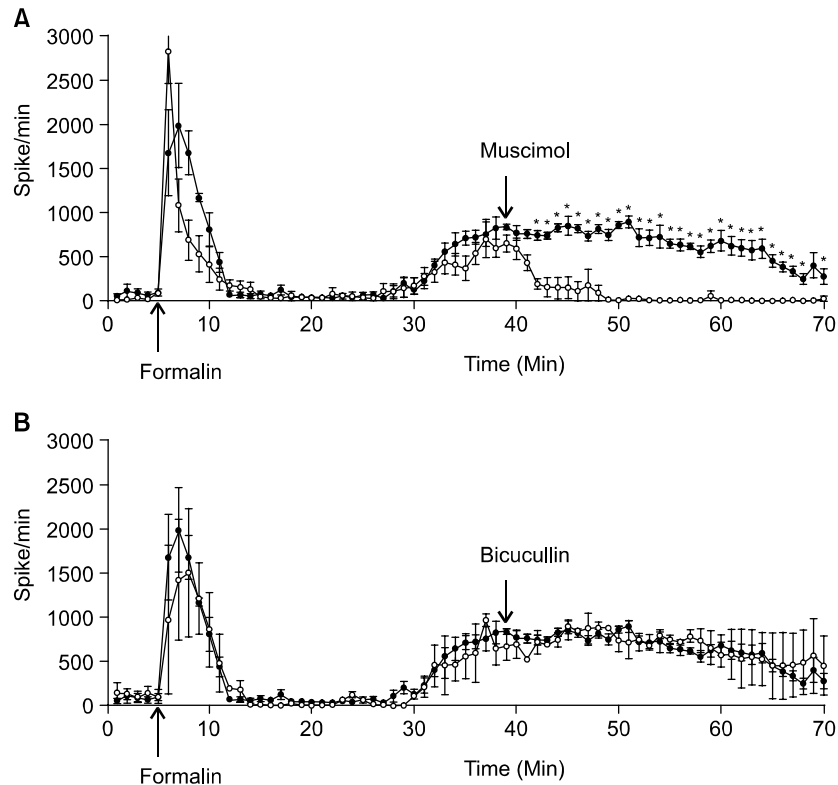 A
3000
2500
2000
1500
1000
500
0
Spike/min
Muscimol
* * * * * * * * * * * * * * * * * * * * * * * * * * * *
0 10 20 30 40 50 60 70
Time (Min)
Formalin
B
3000
2500
2000
1500
1000
500
0
Spike/min
Bicucullin
0 10 20 30 40 50 60 70
Time (Min)
Formalin